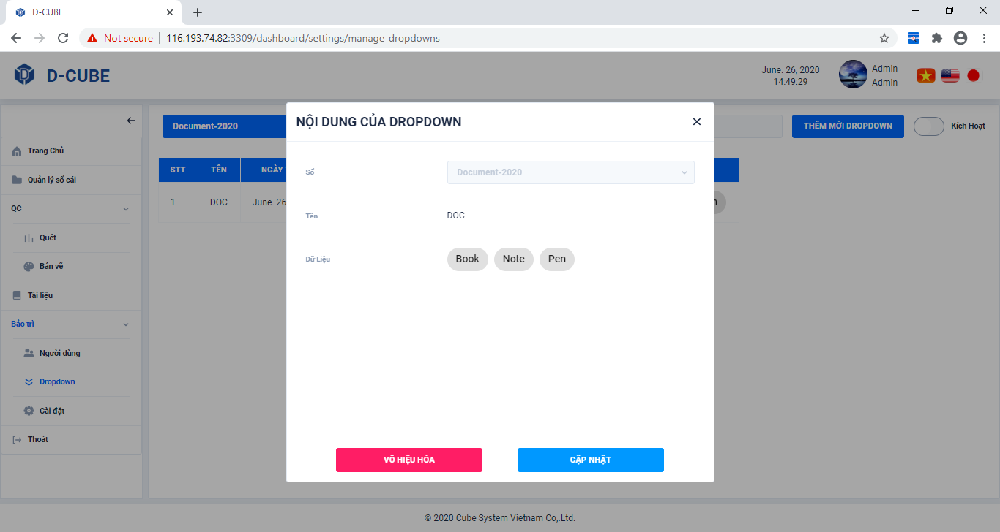 D-CUBE
Not secure
116.193.74.82:3309/dashboard/settings/manage-dropdowns
D-CUBE
June. 26, 2020
14:49:29
Admin
Admin
Document-2020
THÊM MỚI DROPDOWN
Kích Hoạt
Trang Chủ
Quản lý sổ cái
QC
Quét
Bản vẽ
Tài liệu
Bảo trì
Người dùng
Dropdown
Cài đặt
Thoát
STT
TÊN
NGÀY
1
DOC
June. 26
NỘI DUNG CỦA DROPDOWN
Sổ
Document-2020
Tên
DOC
Dữ Liệu
Book
Note
Pen
VÔ HIỆU HÓA
CẬP NHẬT
© 2020 Cube System Vietnam Co,.Ltd.